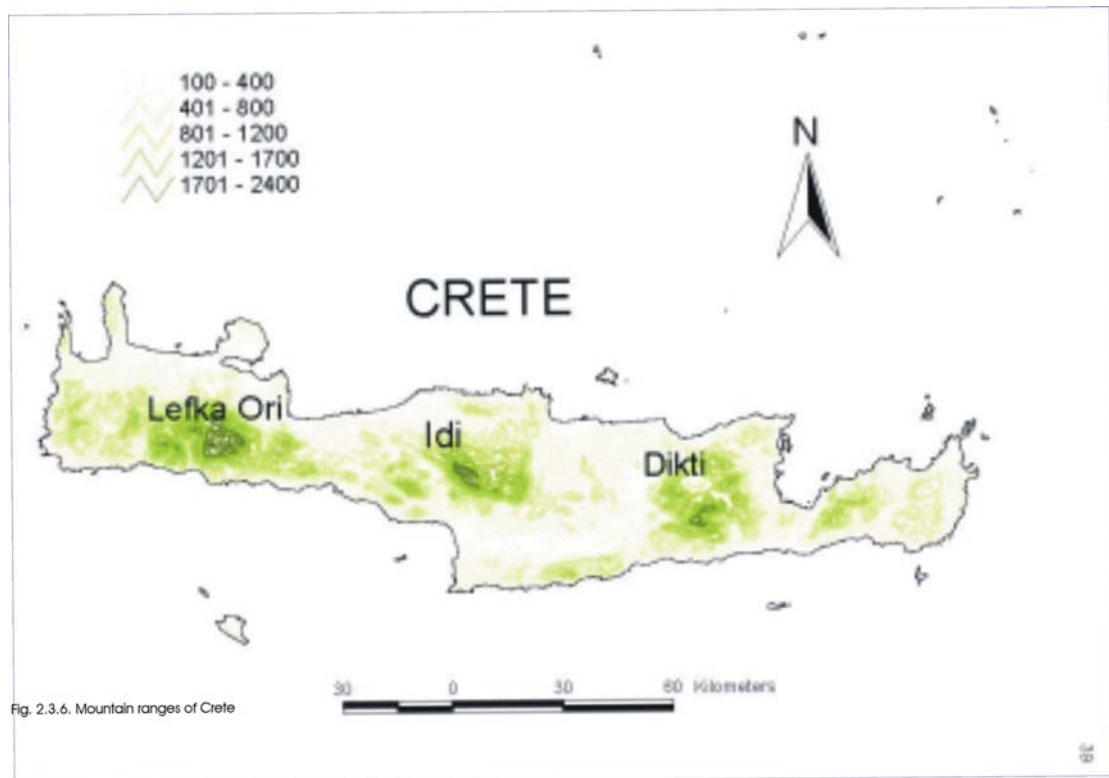 100 - 400
401 - 800
801 - 1200
1201 - 1700
1701 - 2400
N
CRETE
Lefka Ori
Idi
Dikti
30 0 30 60 Kilometers
Fig. 2.3.6. Mountain ranges of Crete
39